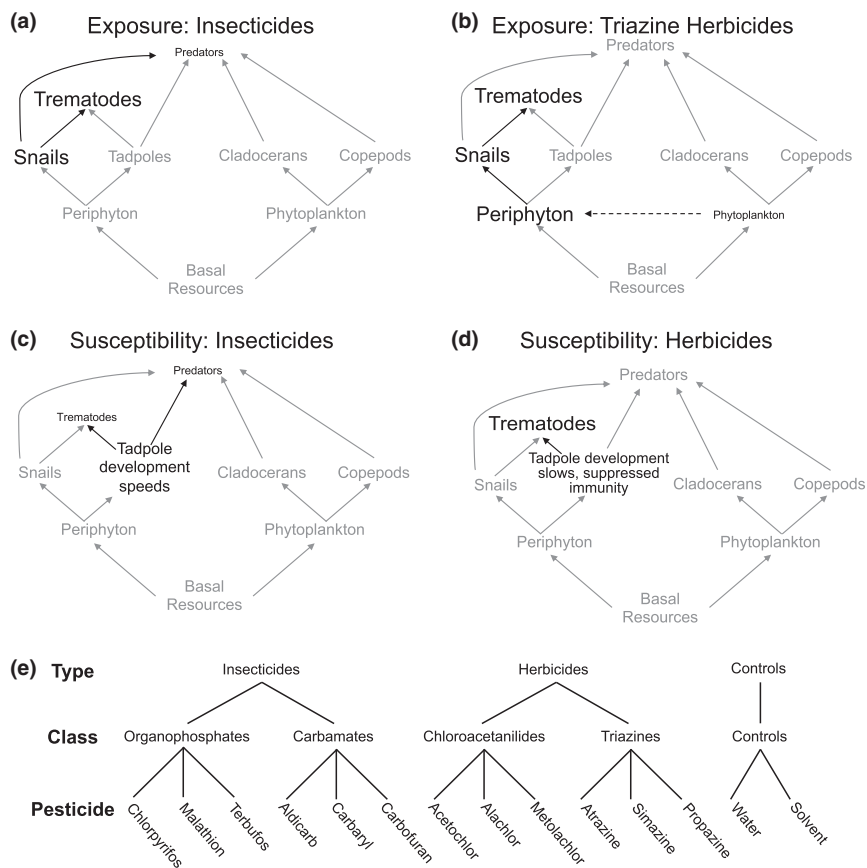 (a) Exposure: Insecticides
Predators
Trematodes
Snails Tadpoles Cladocerans Copepods
Periphyton Phytoplankton
Basal
Resources
(b) Exposure: Triazine Herbicides
Predators
Trematodes
Snails Tadpoles Cladocerans Copepods
Periphyton Phytoplankton
Basal
Resources
(c) Susceptibility: Insecticides
Predators
Trematodes
Tadpole
development
speeds
Snails Cladocerans Copepods
Periphyton Phytoplankton
Basal
Resources
(d) Susceptibility: Herbicides
Predators
Trematodes
Tadpole development
slows, suppressed
immunity
Snails Cladocerans Copepods
Periphyton Phytoplankton
Basal
Resources
(e) Type Insecticides Herbicides Controls
Class Organophosphates Carbamates Chloroacetanilides Triazines Controls
Pesticide Chlorpyrifos Malathion Terbufos Aldicarb Carbaryl Carbofuran Acetochlor Alachlor Metolachlor Atrazine Simazine Propazine Water Solvent